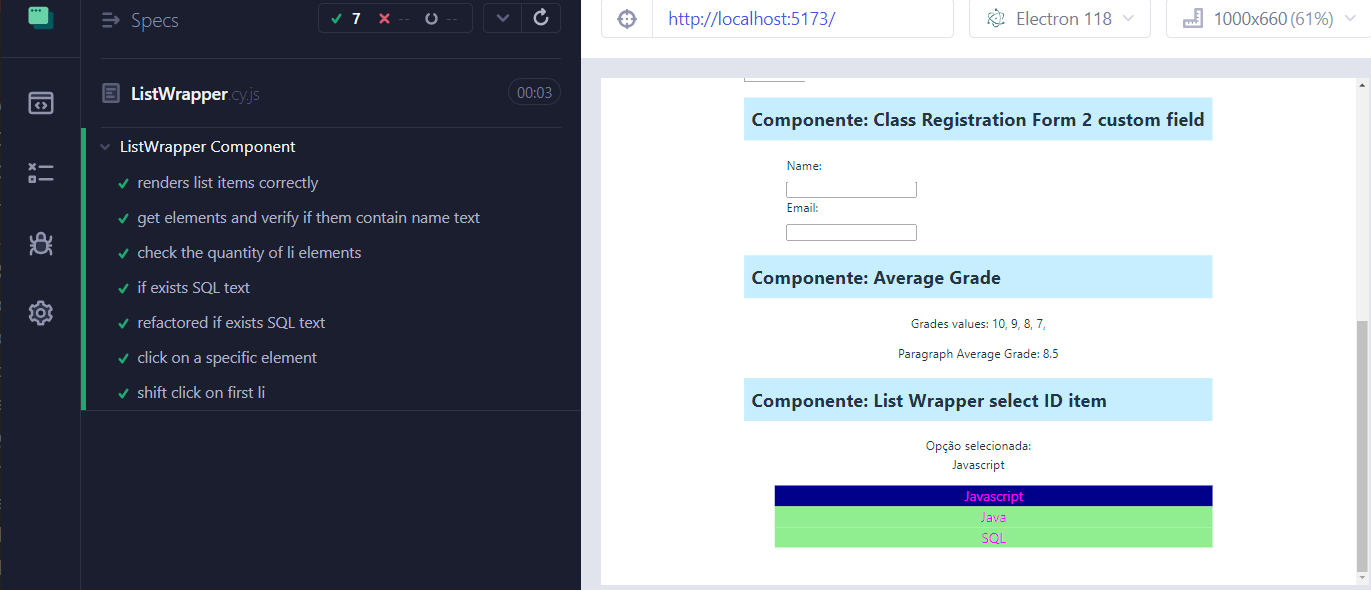 Specs
7 -- --
ListWrapper.cy.js
00:03
ListWrapper Component
renders list items correctly
get elements and verify if them contain name text
check the quantity of li elements
if exists SQL text
refactored if exists SQL text
click on a specific element
shift click on first li
http://localhost:5173/
Electron 118
1000x660 (61%)
Componente: Class Registration Form 2 custom field
Name:
Email:
Componente: Average Grade
Grades values: 10, 9, 8, 7,
Paragraph Average Grade: 8.5
Componente: List Wrapper select ID item
Opção selecionada:
Javascript
Javascript
Java
SQL